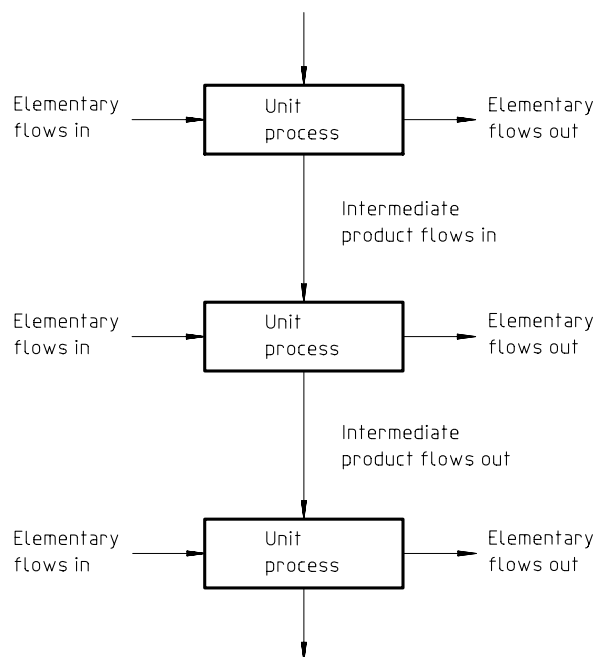 Elementary
flows in
Unit
process
Elementary
flows out
Intermediate
product flows in
Elementary
flows in
Unit
process
Elementary
flows out
Intermediate
product flows out
Elementary
flows in
Unit
process
Elementary
flows out